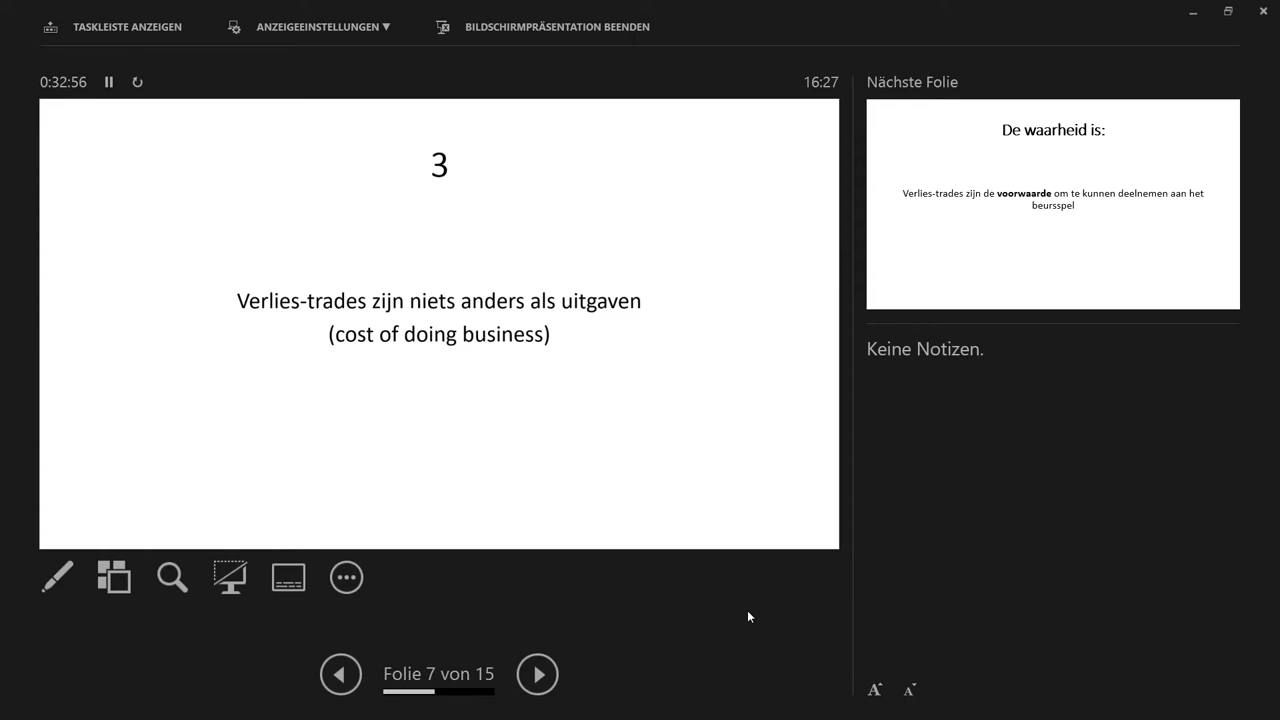 TASKLEISTE ANZEIGEN
ANZEIGEEINSTELLUNGEN ▼
BILDSCHIRMPRÄSENTATION BEENDEN
0:32:56
16:27
3
Verlies-trades zijn niets anders als uitgaven
(cost of doing business)
Folie 7 von 15
Nächste Folie
De waarheid is:
Verlies-trades zijn de voorwaarde om te kunnen deelnemen aan het
beursspel
Keine Notizen.
A A